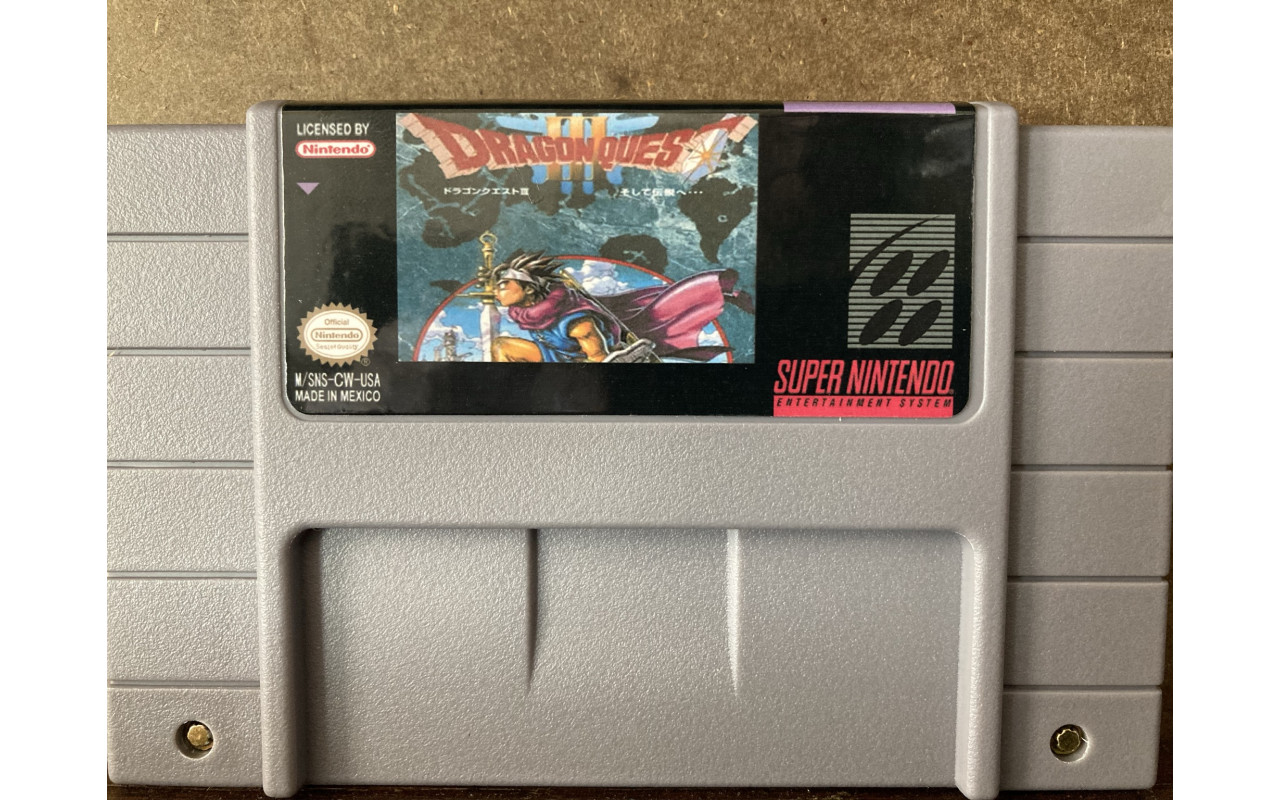 LICENSED BY
Nintendo®
DRAGON QUEST
III
ドラゴンクエストIII そして伝説へ・・・
Official
Nintendo
M/SNS-CW-USA
MADE IN MEXICO
SUPER NINTENDO
ENTERTAINMENT SYSTEM